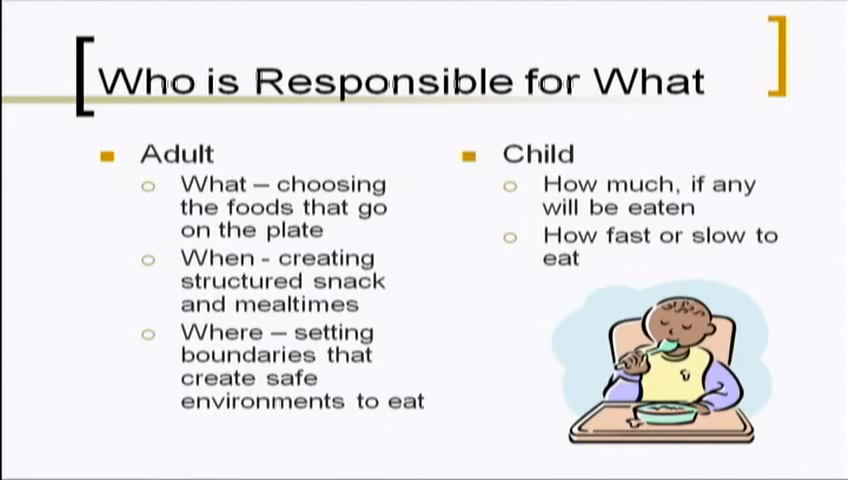 Who is Responsible for What
Adult
What – choosing
the foods that go
on the plate
When - creating
structured snack
and mealtimes
Where – setting
boundaries that
create safe
environments to eat
Child
How much, if any
will be eaten
How fast or slow to
eat